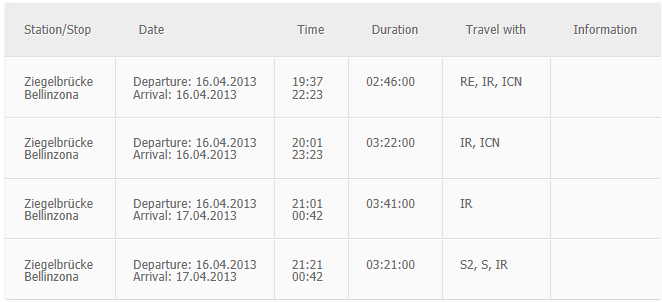 Station/Stop Date Time Duration Travel with Information
Ziegelbrücke Departure: 16.04.2013 19:37 02:46:00 RE, IR, ICN
Bellinzona Arrival: 16.04.2013 22:23
Ziegelbrücke Departure: 16.04.2013 20:01 03:22:00 IR, ICN
Bellinzona Arrival: 16.04.2013 23:23
Ziegelbrücke Departure: 16.04.2013 21:01 03:41:00 IR
Bellinzona Arrival: 17.04.2013 00:42
Ziegelbrücke Departure: 16.04.2013 21:21 03:21:00 S2, S, IR
Bellinzona Arrival: 17.04.2013 00:42